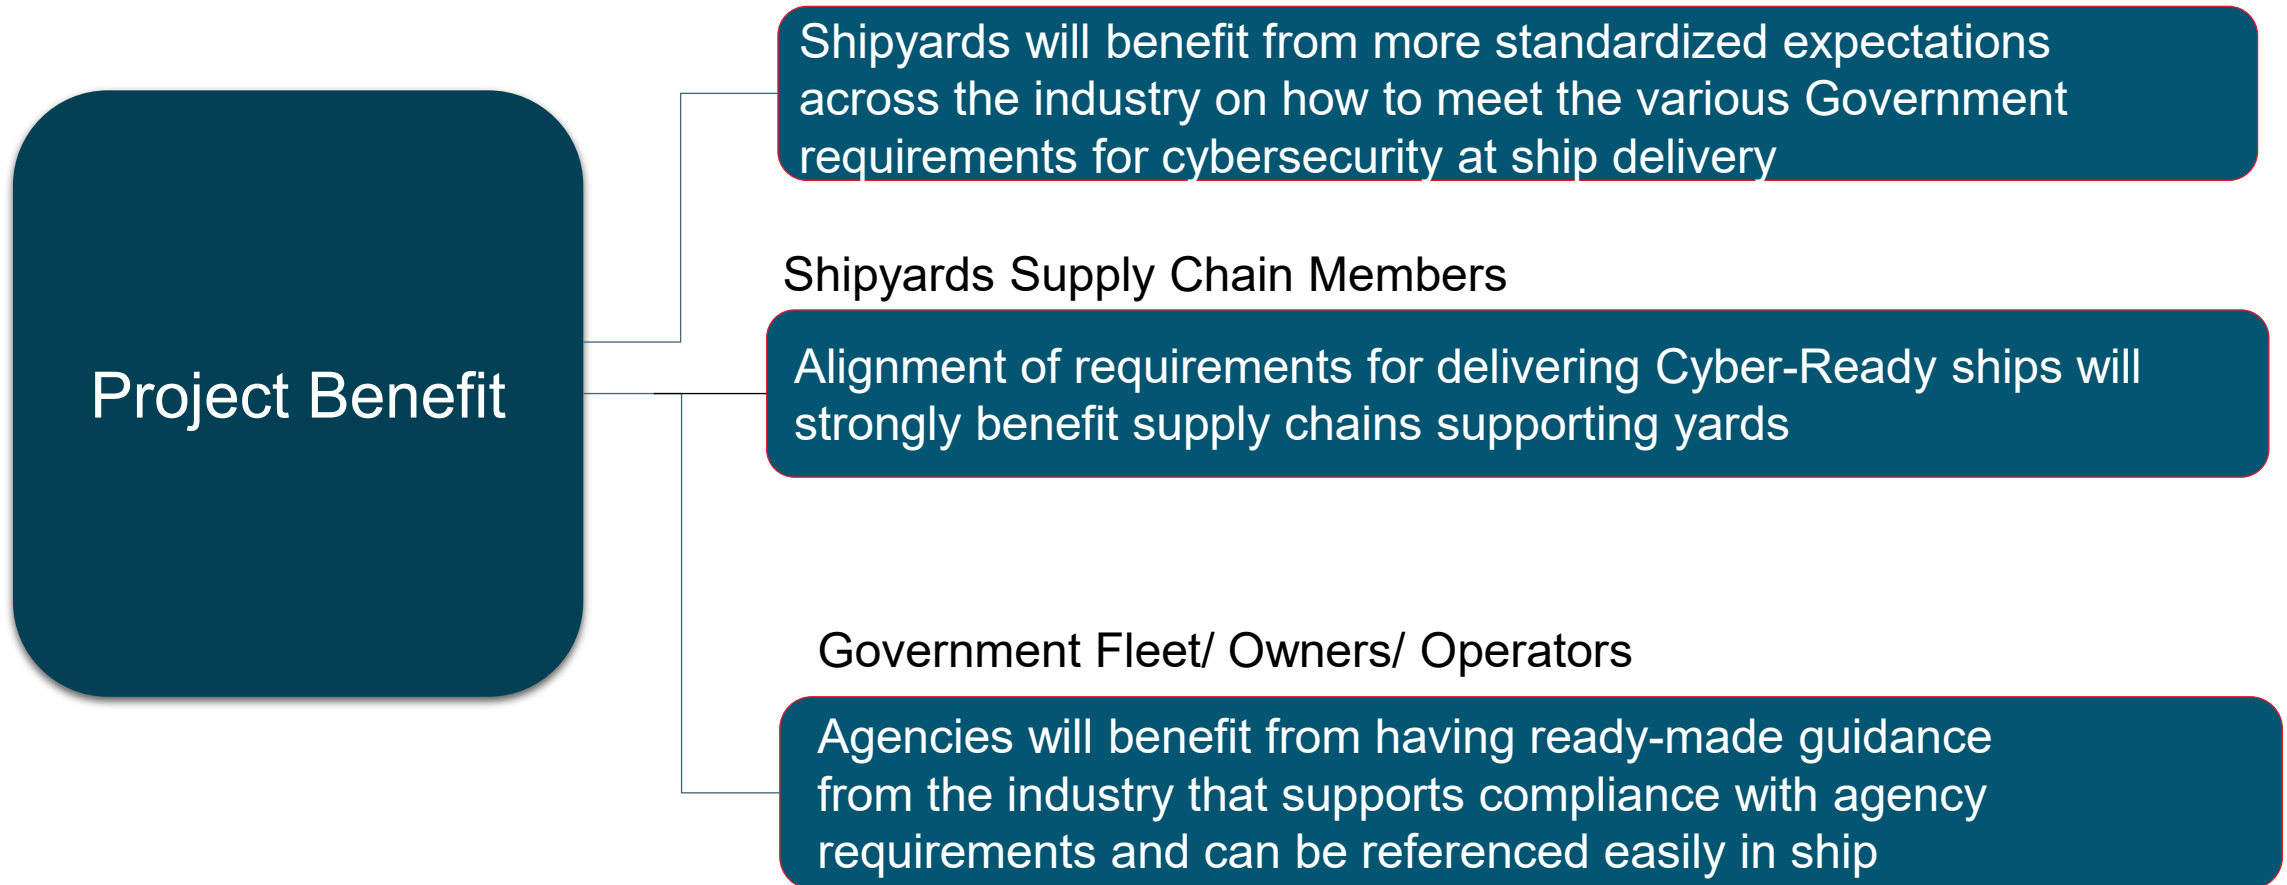 Project Benefit
Shipyards will benefit from more standardized expectations
across the industry on how to meet the various Government
requirements for cybersecurity at ship delivery
Shipyards Supply Chain Members
Alignment of requirements for delivering Cyber-Ready ships will
strongly benefit supply chains supporting yards
Government Fleet/ Owners/ Operators
Agencies will benefit from having ready-made guidance
from the industry that supports compliance with agency
requirements and can be referenced easily in ship